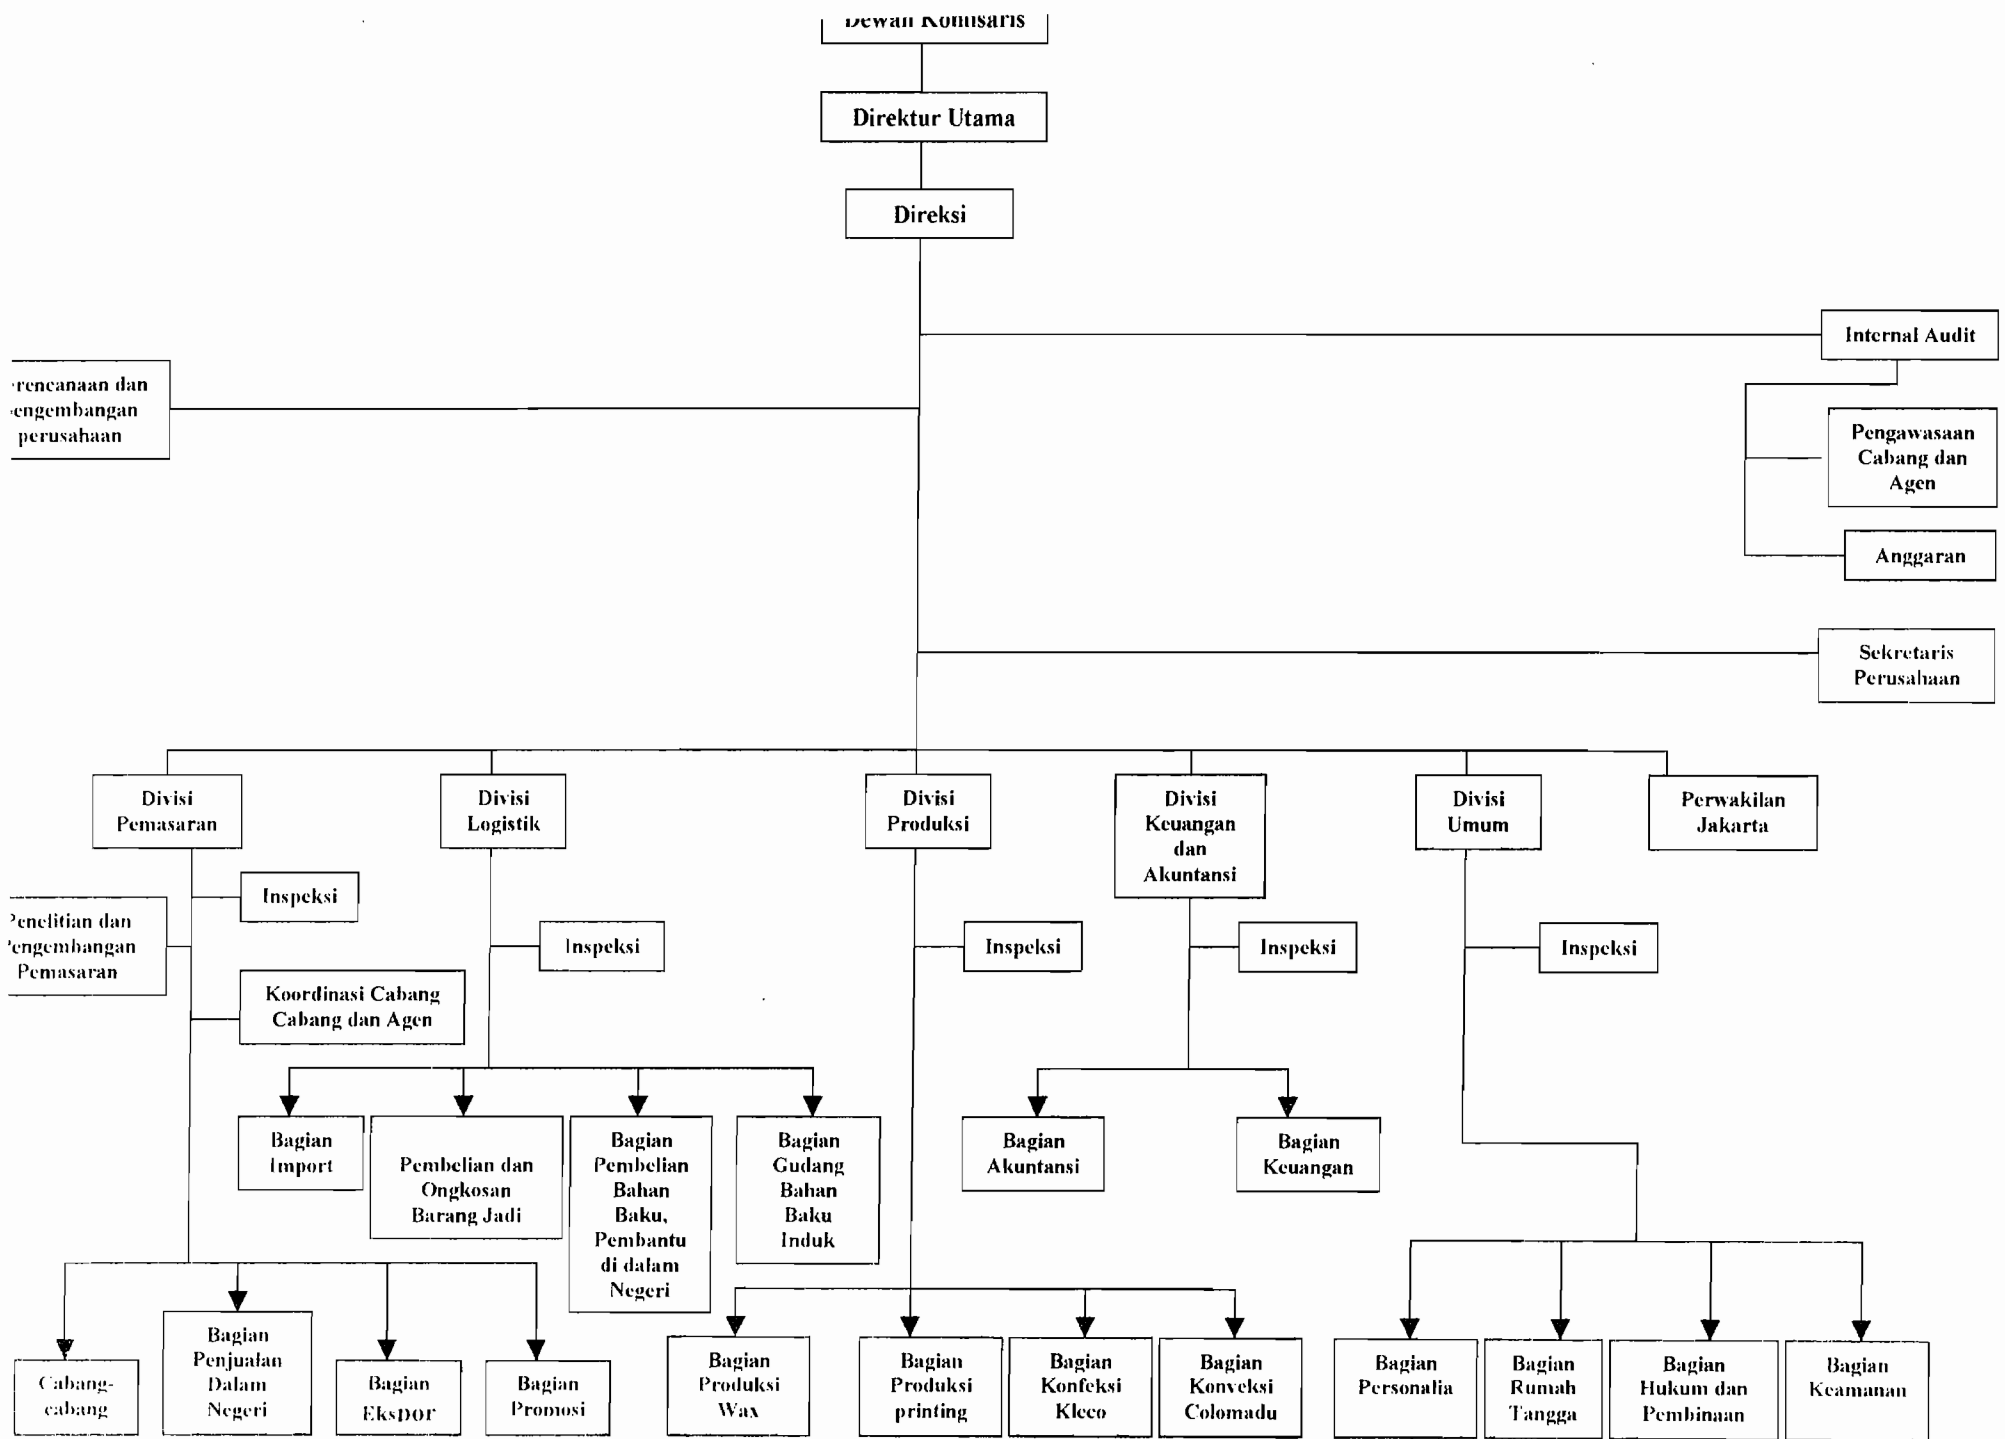 Dewan Komisaris
Direktur Utama
Direksi
Internal Audit
rencanaan dan
engembangan
perusahaan
Pengawasaan
Cabang dan
Agen
Anggaran
Sekretaris
Perusahaan
Divisi
Pemasaran
Divisi
Logistik
Divisi
Produksi
Divisi
Keuangan
dan
Akuntansi
Divisi
Umum
Perwakilan
Jakarta
Inspeksi
Penelitian dan
Pengembangan
Pemasaran
Inspeksi
Inspeksi
Inspeksi
Inspeksi
Koordinasi Cabang
Cabang dan Agen
Bagian
Import
Pembelian dan
Ongkosan
Barang Jadi
Bagian
Pembelian
Bahan
Baku,
Pembantu
di dalam
Negeri
Bagian
Gudang
Bahan
Baku
Induk
Bagian
Akuntansi
Bagian
Keuangan
Cabang-
cabang
Bagian
Penjualan
Dalam
Negeri
Bagian
Ekspor
Bagian
Promosi
Bagian
Produksi
Wax
Bagian
Produksi
printing
Bagian
Konfeksi
Kleco
Bagian
Konveksi
Colomadu
Bagian
Personalia
Bagian
Rumah
Tangga
Bagian
Hukum dan
Pembinaan
Bagian
Keamanan